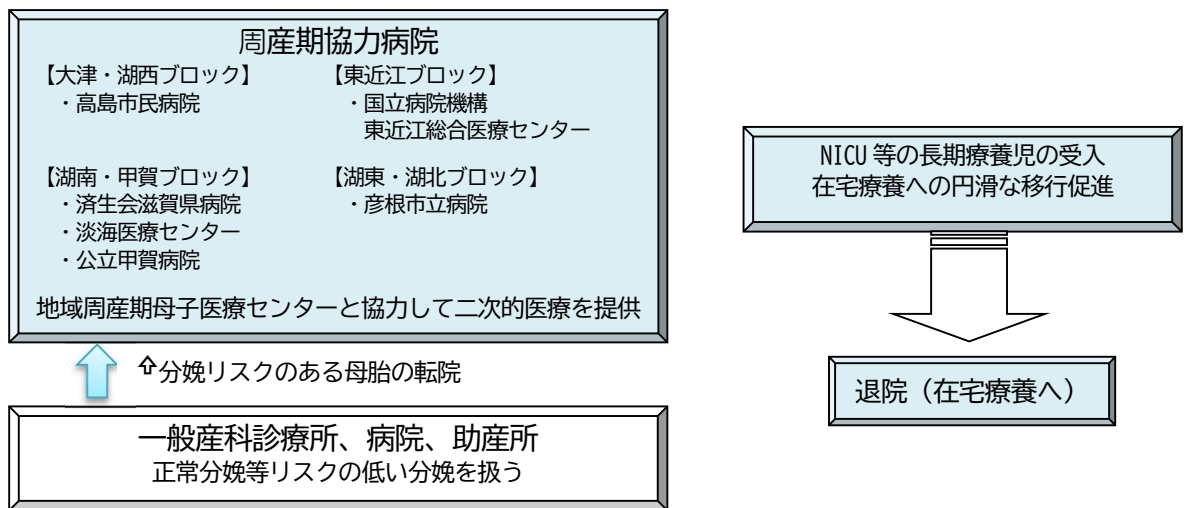 周産期協力病院
【大津・湖西ブロック】
・高島市民病院
【東近江ブロック】
・国立病院機構
東近江総合医療センター
【湖南・甲賀ブロック】
・済生会滋賀県病院
・淡海医療センター
・公立甲賀病院
【湖東・湖北ブロック】
・彦根市立病院
地域周産期母子医療センターと協力して二次的医療を提供
⇧分娩リスクのある母胎の転院
一般産科診療所、病院、助産所
正常分娩等リスクの低い分娩を扱う
NICU 等の長期療養児の受入
在宅療養への円滑な移行促進
退院（在宅療養へ）